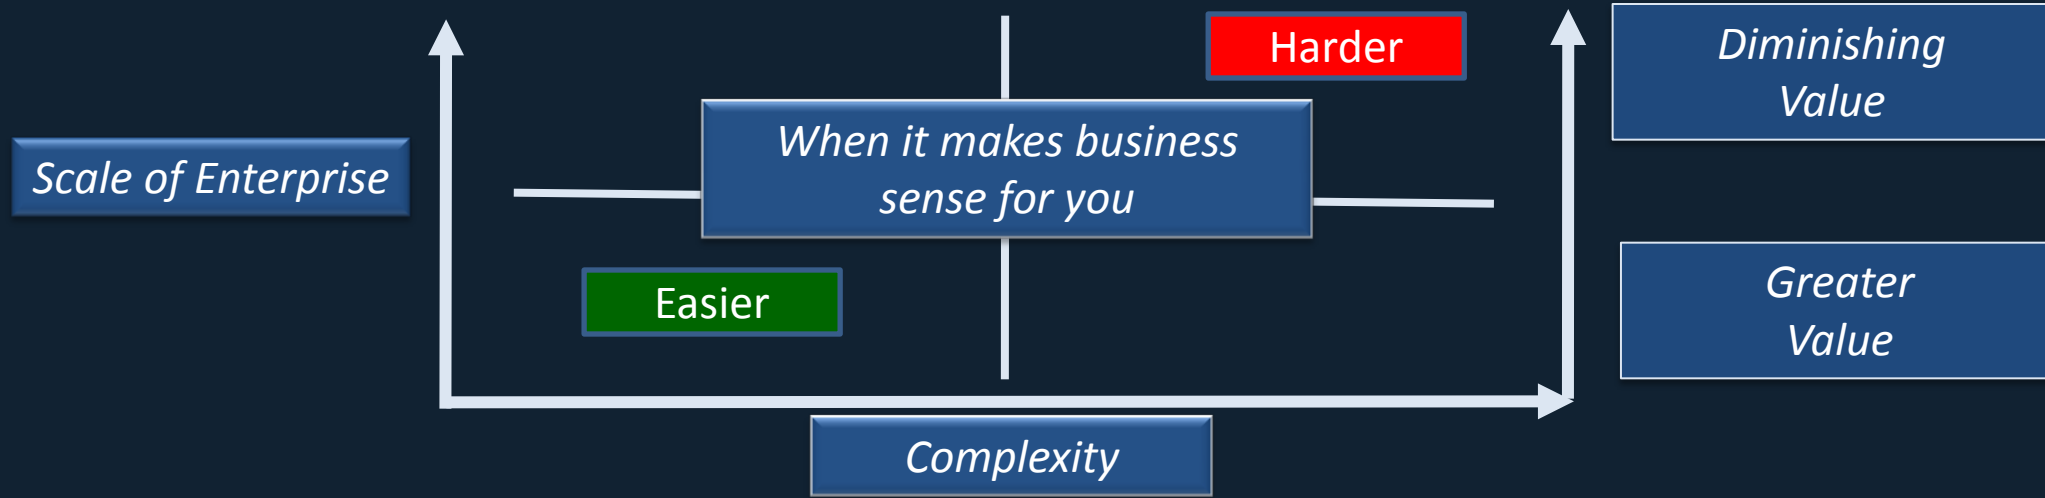 Harder
Diminishing
Value
When it makes business
sense for you
Scale of Enterprise
Easier
Greater
Value
Complexity